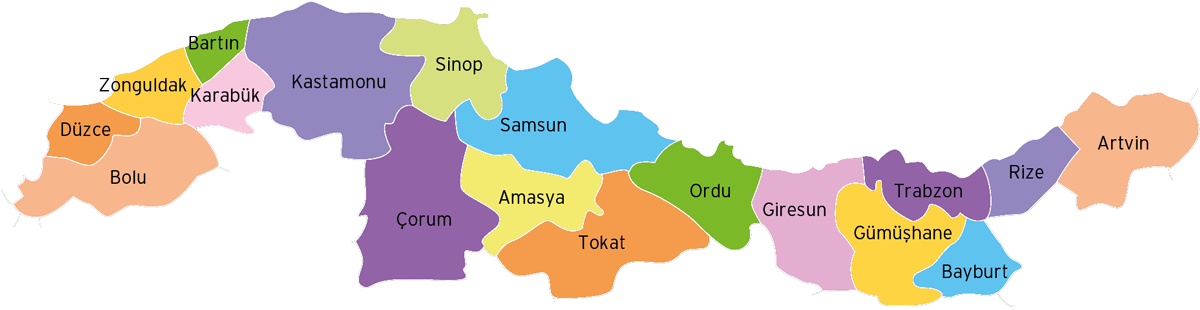 Bartın
Kastamonu
Sinop
Zonguldak
Karabük
Düzce
Samsun
Bolu
Artvin
Rize
Trabzon
Ordu
Amasya
Giresun
Çorum
Tokat
Gümüşhane
Bayburt